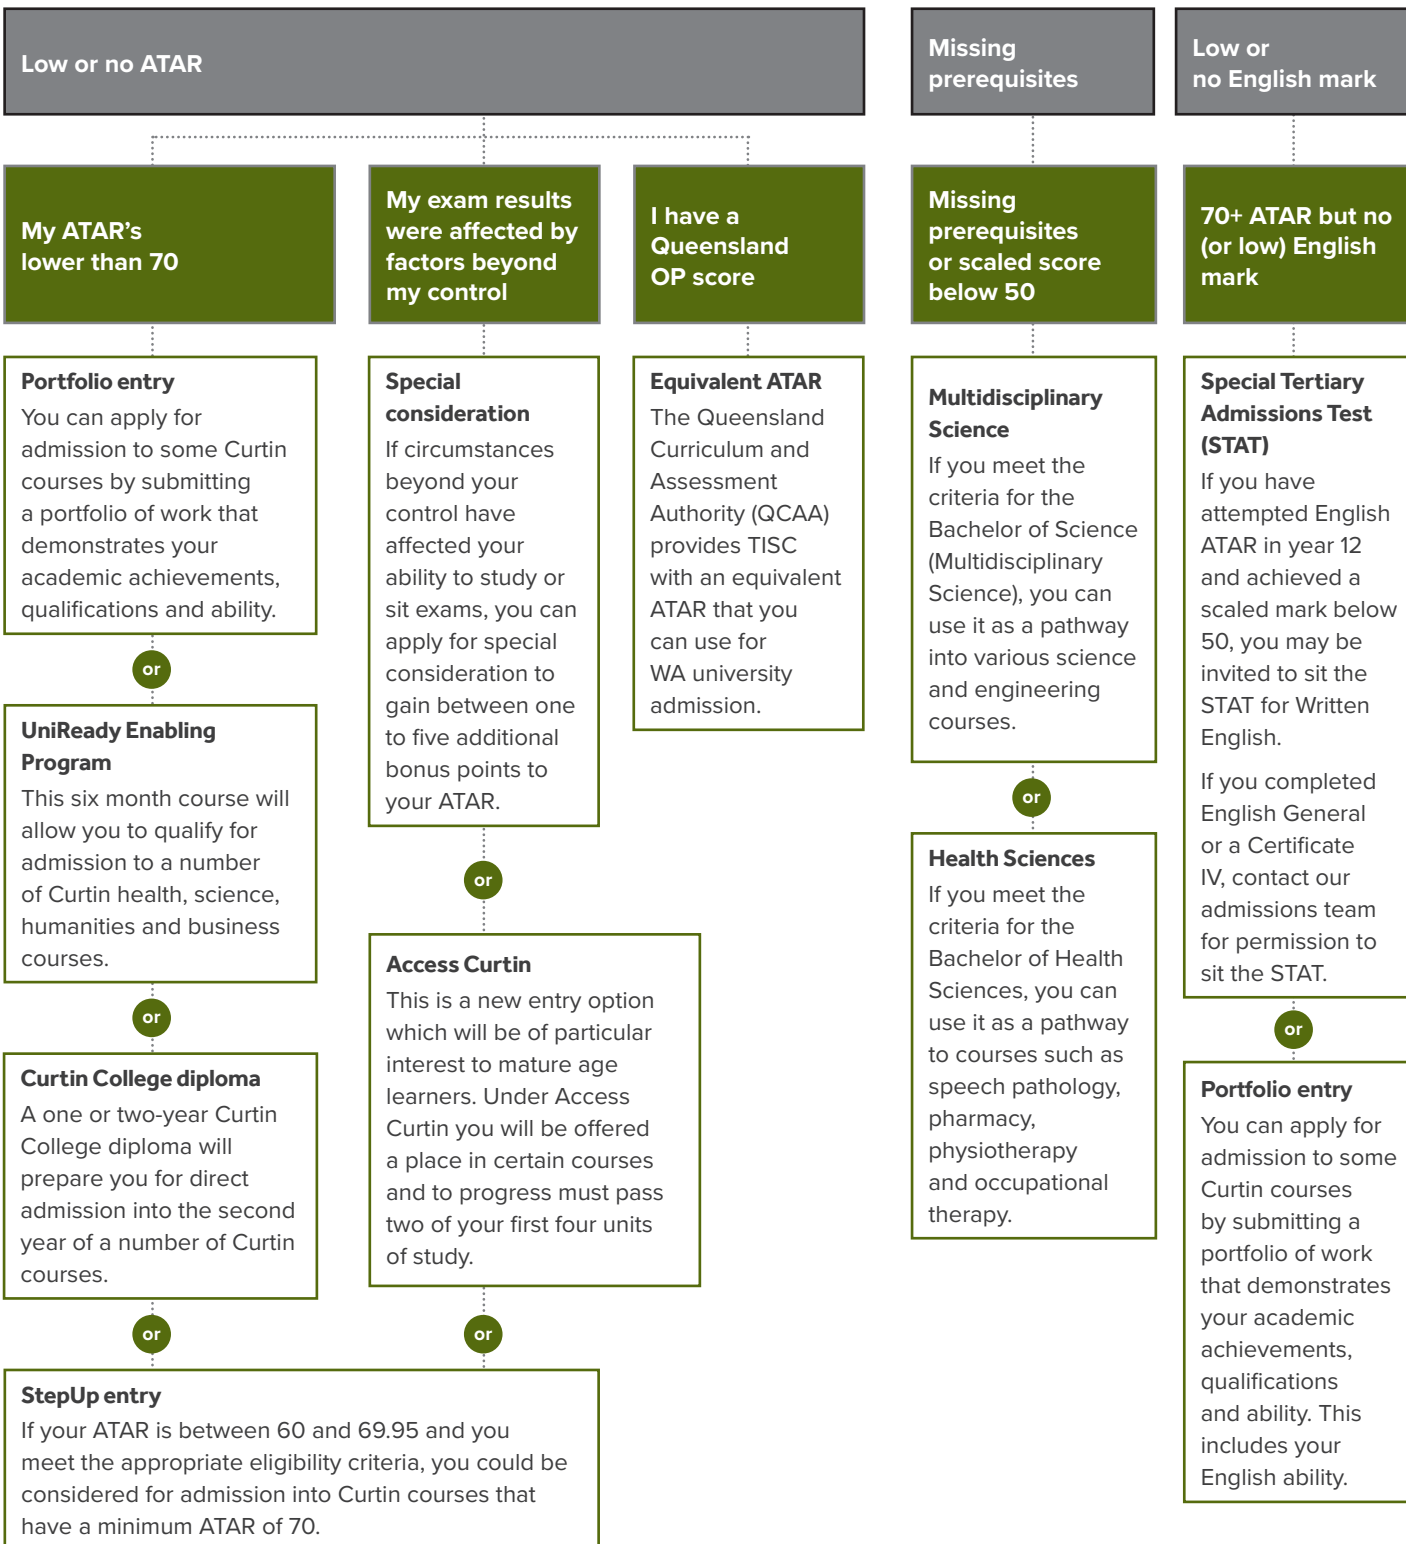 Low or no ATAR
My ATAR's
lower than 70
Portfolio entry
You can apply for
admission to some Curtin
courses by submitting
a portfolio of work that
demonstrates your
academic achievements,
qualifications and ability.
or
UniReady Enabling
Program
This six month course will
allow you to qualify for
admission to a number
of Curtin health, science,
humanities and business
courses.
or
Curtin College diploma
A one or two-year Curtin
College diploma will
prepare you for direct
admission into the second
year of a number of Curtin
courses.
or
My exam results
were affected by
factors beyond
my control
Special
consideration
If circumstances
beyond your
control have
affected your
ability to study or
sit exams, you can
apply for special
consideration to
gain between one
to five additional
bonus points to
your ATAR.
or
Access Curtin
This is a new entry option
which will be of particular
interest to mature age
learners. Under Access
Curtin you will be offered
a place in certain courses
and to progress must pass
two of your first four units
of study.
or
StepUp entry
If your ATAR is between 60 and 69.95 and you
meet the appropriate eligibility criteria, you could be
considered for admission into Curtin courses that
have a minimum ATAR of 70.
I have a
Queensland
OP score
Equivalent ATAR
The Queensland
Curriculum and
Assessment
Authority (QCAA)
provides TISC
with an equivalent
ATAR that you
can use for
WA university
admission.
Missing
prerequisites
Missing
prerequisites
or scaled score
below 50
Multidisciplinary
Science
If you meet the
criteria for the
Bachelor of Science
(Multidisciplinary
Science), you can
use it as a pathway
into various science
and engineering
courses.
or
Health Sciences
If you meet the
criteria for the
Bachelor of Health
Sciences, you can
use it as a pathway
to courses such as
speech pathology,
pharmacy,
physiotherapy
and occupational
therapy.
Low or
no English mark
70+ ATAR but no
(or low) English
mark
Special Tertiary
Admissions Test
(STAT)
If you have
attempted English
ATAR in year 12
and achieved a
scaled mark below
50, you may be
invited to sit the
STAT for Written
English.
If you completed
English General
or a Certificate
IV, contact our
admissions team
for permission to
sit the STAT.
or
Portfolio entry
You can apply for
admission to some
Curtin courses
by submitting a
portfolio of work
that demonstrates
your academic
achievements,
qualifications
and ability. This
includes your
English ability.